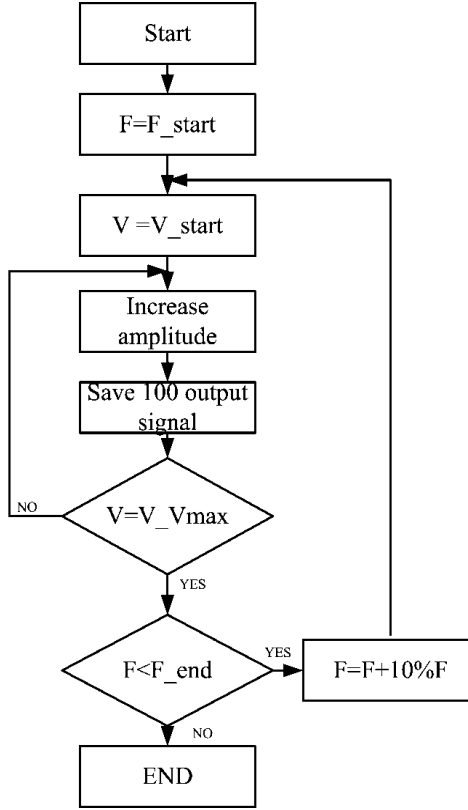 Start
F=F_start
V =V_start
Increase
amplitude
Save 100 output
signal
V=V_Vmax
NO
YES
F<F_end
YES
F=F+10%F
NO
END